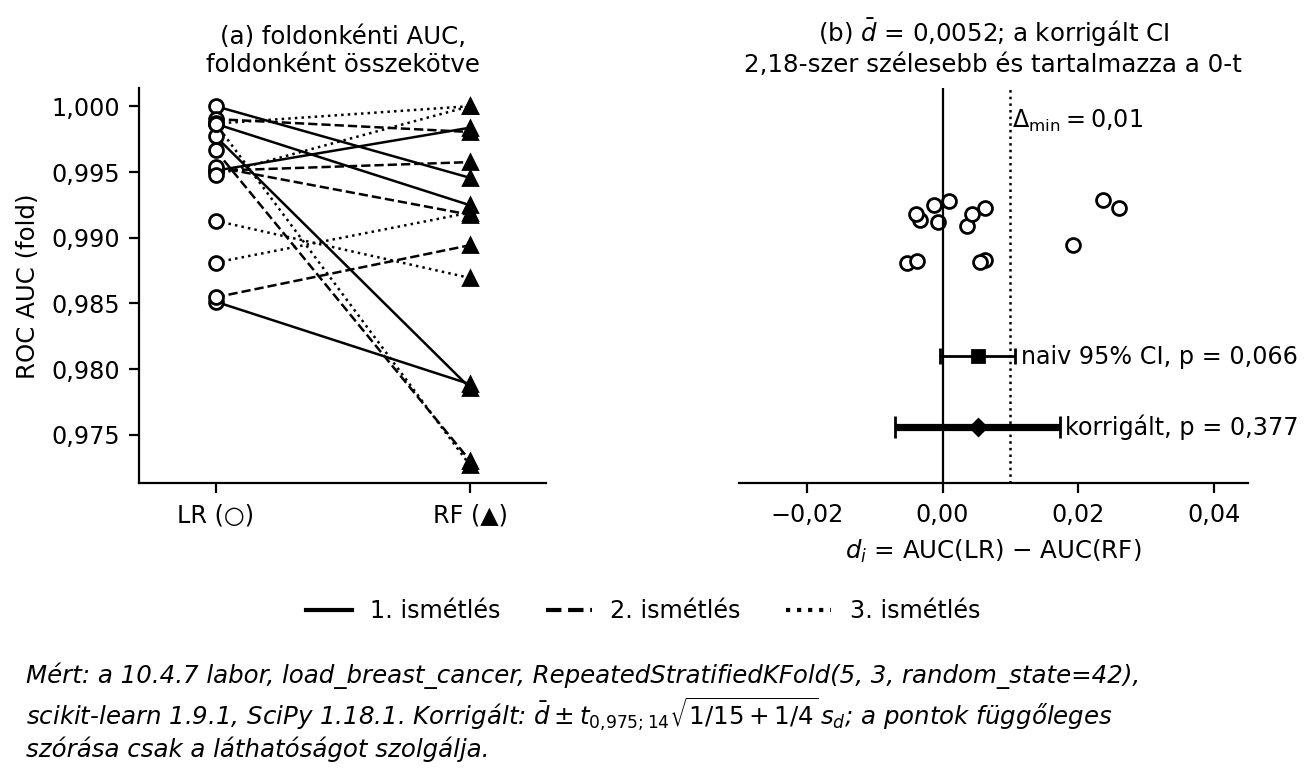 (a) foldonkénti AUC,
foldonként összekötve
1,000
0,995
0,990
0,985
0,980
0,975
ROC AUC (fold)
LR (○)
RF (▲)
(b) d̄ = 0,0052; a korrigált CI
2,18-szer szélesebb és tartalmazza a 0-t
Δmin = 0,01
naiv 95% CI, p = 0,066
korrigált, p = 0,377
−0,02
0,00
0,02
0,04
dᵢ = AUC(LR) − AUC(RF)
1. ismétlés
2. ismétlés
3. ismétlés
Mért: a 10.4.7 labor, load_breast_cancer, RepeatedStratifiedKFold(5, 3, random_state=42),
scikit-learn 1.9.1, SciPy 1.18.1. Korrigált: d̄ ± t0,975; 14 √(1/15 + 1/4) s_d; a pontok függőleges
szórása csak a láthatóságot szolgálja.